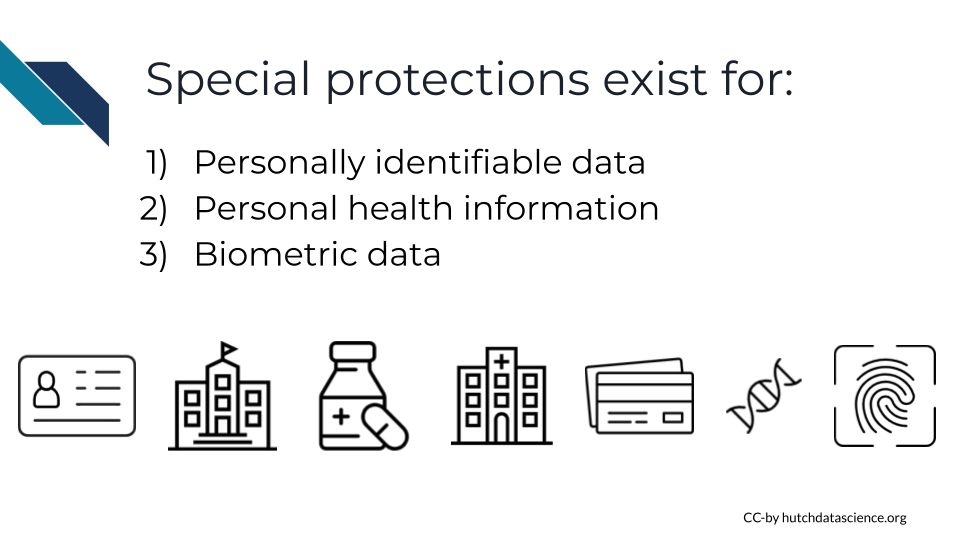 Special protections exist for:
1) Personally identifiable data
2) Personal health information
3) Biometric data
CC-by hutchdatascience.org